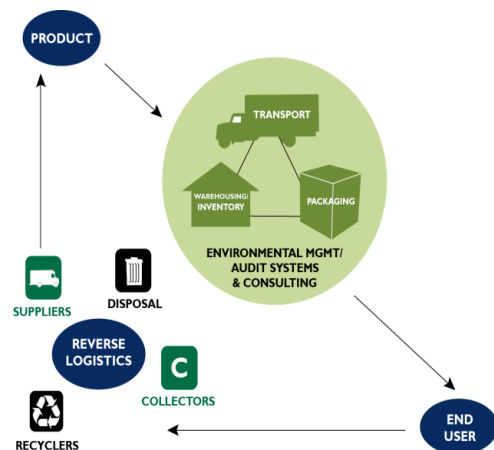 PRODUCT
TRANSPORT
WAREHOUSING/
INVENTORY
PACKAGING
ENVIRONMENTAL MGMT/
AUDIT SYSTEMS
& CONSULTING
SUPPLIERS
DISPOSAL
REVERSE
LOGISTICS
C
COLLECTORS
RECYCLERS
END
USER